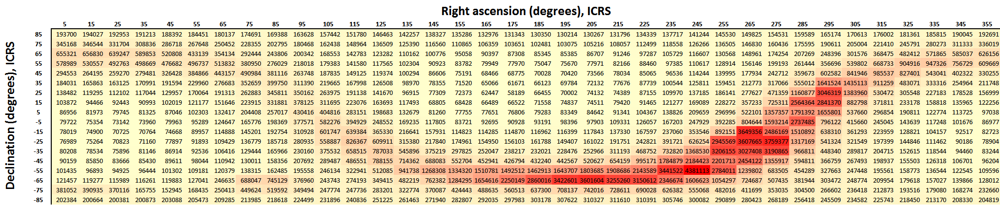 Right ascension (degrees), ICRS
5 15 25 35 45 55 65 75 85 95 105 115 125 135 145 155 165 175 185 195 205 215 225 235 245 255 265 275 285 295 305 315 325 335 345 355
Declination (degrees), ICRS
85 193700 194027 192953 191213 188392 184451 180137 174691 169388 163628 157442 151780 146463 142257 138327 135286 132976 131343 130350 130214 130267 131796 134339 137717 141244 145530 149825 154531 159589 165174 170613 176002 181361 185815 190045 192691
75 345168 346544 331704 308836 286718 267648 250452 228355 202795 180468 162438 148964 136509 125390 116560 110865 106359 103651 102481 103075 105216 108057 112499 118558 126266 136505 146830 160436 175595 190611 205004 221410 245791 280273 311333 336019
65 655321 656830 639247 589853 520808 433139 354134 292444 243806 200342 168553 142783 123282 110162 100776 95058 90397 87308 85345 85385 86707 91246 97287 105729 116607 130568 148961 174254 207269 248396 301576 368475 482412 571865 585037 626156
55 578989 530557 492763 498669 476682 496737 513832 380950 276029 218018 179383 141580 117565 102304 90923 83782 79949 77970 75047 75670 77971 82166 88460 97385 110617 128914 156146 199193 261444 356696 539802 668733 904916 947326 756729 609669
45 294553 264195 259270 279481 326428 384866 443157 490984 381116 263748 187835 149125 119374 100294 86606 75191 68466 68775 70028 70420 73566 78034 85065 96536 114244 139995 177934 242712 359673 602582 841946 985537 827401 543041 402322 330255
35 184031 165863 163125 170991 191594 229960 276683 352659 399750 311390 219665 167998 126508 98970 78355 71520 65066 61671 66123 69784 72132 77676 87739 100544 125811 159451 212773 317066 555012 1641524 1435113 911259 483071 333316 254964 211748
25 138482 119295 112102 117044 129957 170064 191313 262883 345811 350162 263975 191138 141670 96915 77309 72373 62447 58189 66455 70002 74132 74389 87155 109970 137185 186141 277627 471359 1160877 3046319 1383960 530472 305548 227183 178528 156999
15 103872 94466 92443 90993 102019 121177 151646 223915 331881 378125 311695 223076 163693 117493 68805 68428 66489 66522 71558 74837 74511 79420 91465 121277 169089 228272 357233 725311 2564364 2841370 882798 371811 233178 158818 135965 122256
5 86956 81973 79745 81325 87046 102303 132417 204408 257017 430416 404816 283151 198683 132679 81260 77755 77651 76806 79283 83349 84642 91341 104367 138826 209659 296996 522101 1357357 1791392 1655801 537660 296854 190811 122774 113725 97038
-5 79722 75354 73142 73960 79963 95289 124647 165776 198369 377571 582276 394929 248552 169235 117805 83721 92695 90928 93191 98396 97903 109331 126057 167203 247929 392285 804644 1593214 2737485 796122 415660 245045 143639 117248 101676 86977
-15 78019 74900 70725 70764 74668 89957 114888 145201 192754 310928 601747 639384 365330 216641 157931 114823 114285 114870 116962 116399 117843 137330 167597 237060 353546 892151 3649356 2486169 1510892 638310 361293 223959 128821 104157 92517 82723
-25 76989 75264 70823 71160 77897 91893 109429 136779 185718 280935 558887 826367 609911 315380 217840 174961 154950 156103 161788 149407 161022 191751 242821 391721 626254 2945569 3607665 3759377 1317169 541324 321549 197399 144846 111462 90186 78904
-35 80208 78534 75896 81146 86914 92536 106416 129444 165966 230160 375532 658515 787033 545896 375219 297825 252047 238217 232021 228476 252966 311193 468752 732820 1368530 3206155 3027408 3190865 966811 448340 289817 204715 152615 118544 94460 83244
-45 90159 85850 83666 85430 89611 98044 110942 130011 158356 207692 289487 486551 788155 714362 688083 552704 452941 426794 432240 442567 520627 654159 995171 1784879 2184423 2201713 2454122 1355917 594811 366759 267493 198937 155503 126318 106701 96204
-55 101435 96893 94925 96444 101302 109181 120379 138315 162485 195558 246134 322941 512085 941738 1268308 1334320 1510781 1492512 1462913 1643707 1803685 1908686 2143589 3441522 4381113 2784011 1239802 683505 454289 327663 247448 195561 158773 136544 122545 109596
-65 121457 119277 115989 116261 119883 127041 246635 688047 745129 376960 243743 274193 349415 482219 762382 1284295 1654616 2250149 2860016 3422601 3601604 3255260 3150612 2346674 1606623 1054297 724687 507435 381944 303472 248774 209954 179618 157027 139866 128012
-75 381052 390935 370116 165755 152945 168435 250413 449624 519592 349494 247774 247736 283201 322774 370087 424443 488635 560513 637300 708137 742016 728611 690028 626382 555068 482016 411699 353035 304500 266602 236418 212873 193516 179080 168274 232660
-85 202384 200664 200381 200873 203088 205473 209285 213985 218618 224499 231896 240836 251225 261463 271940 282807 292035 297983 303178 307622 310327 311610 310391 305746 300082 290899 280423 268189 256418 245509 234582 225743 218450 213170 208330 204819